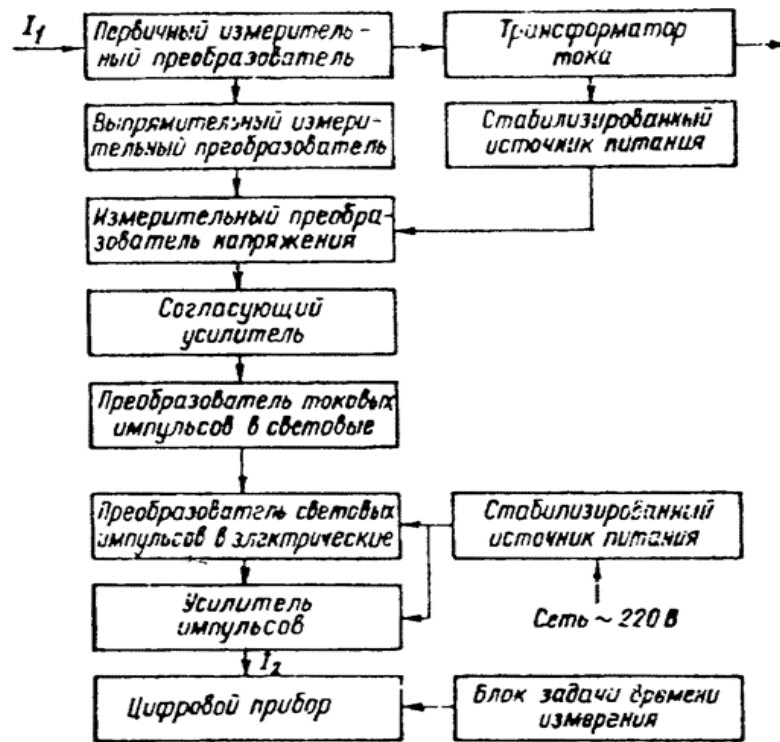 I₁
Первичный измеритель-
ный преобразователь
Трансформатор
тока
Выпрямительный измери-
тельный преобразователь
Стабилизированный
источник питания
Измерительный преобра-
зователь напряжения
Согласующий
усилитель
Преобразователь токовых
импульсов в световые
Преобразователь световых
импульсов в электрические
Стабилизированный
источник питания
Усилитель
импульсов
Сеть ~ 220 В
I₂
Цифровой прибор
Блок задачи времени
измерения